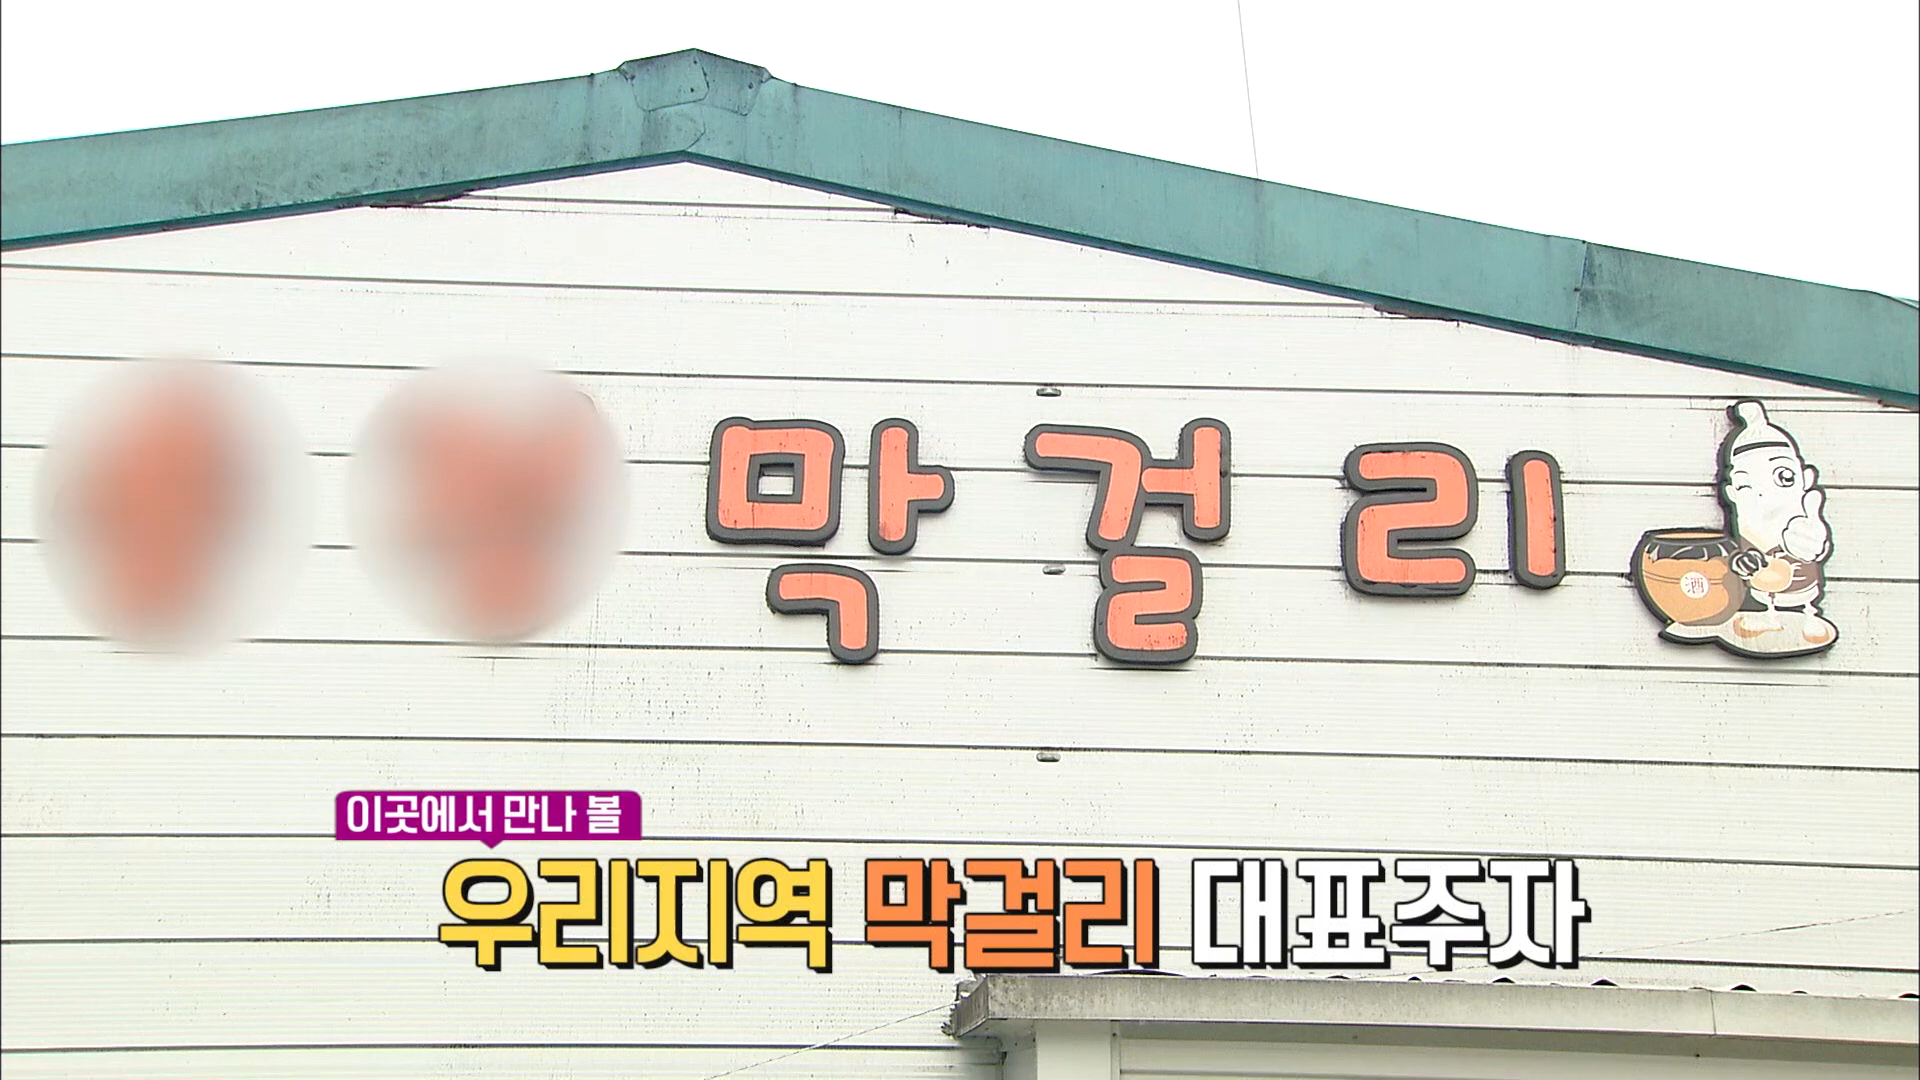 막걸리
酒
이곳에서 만나 볼
우리지역 막걸리 대표주자